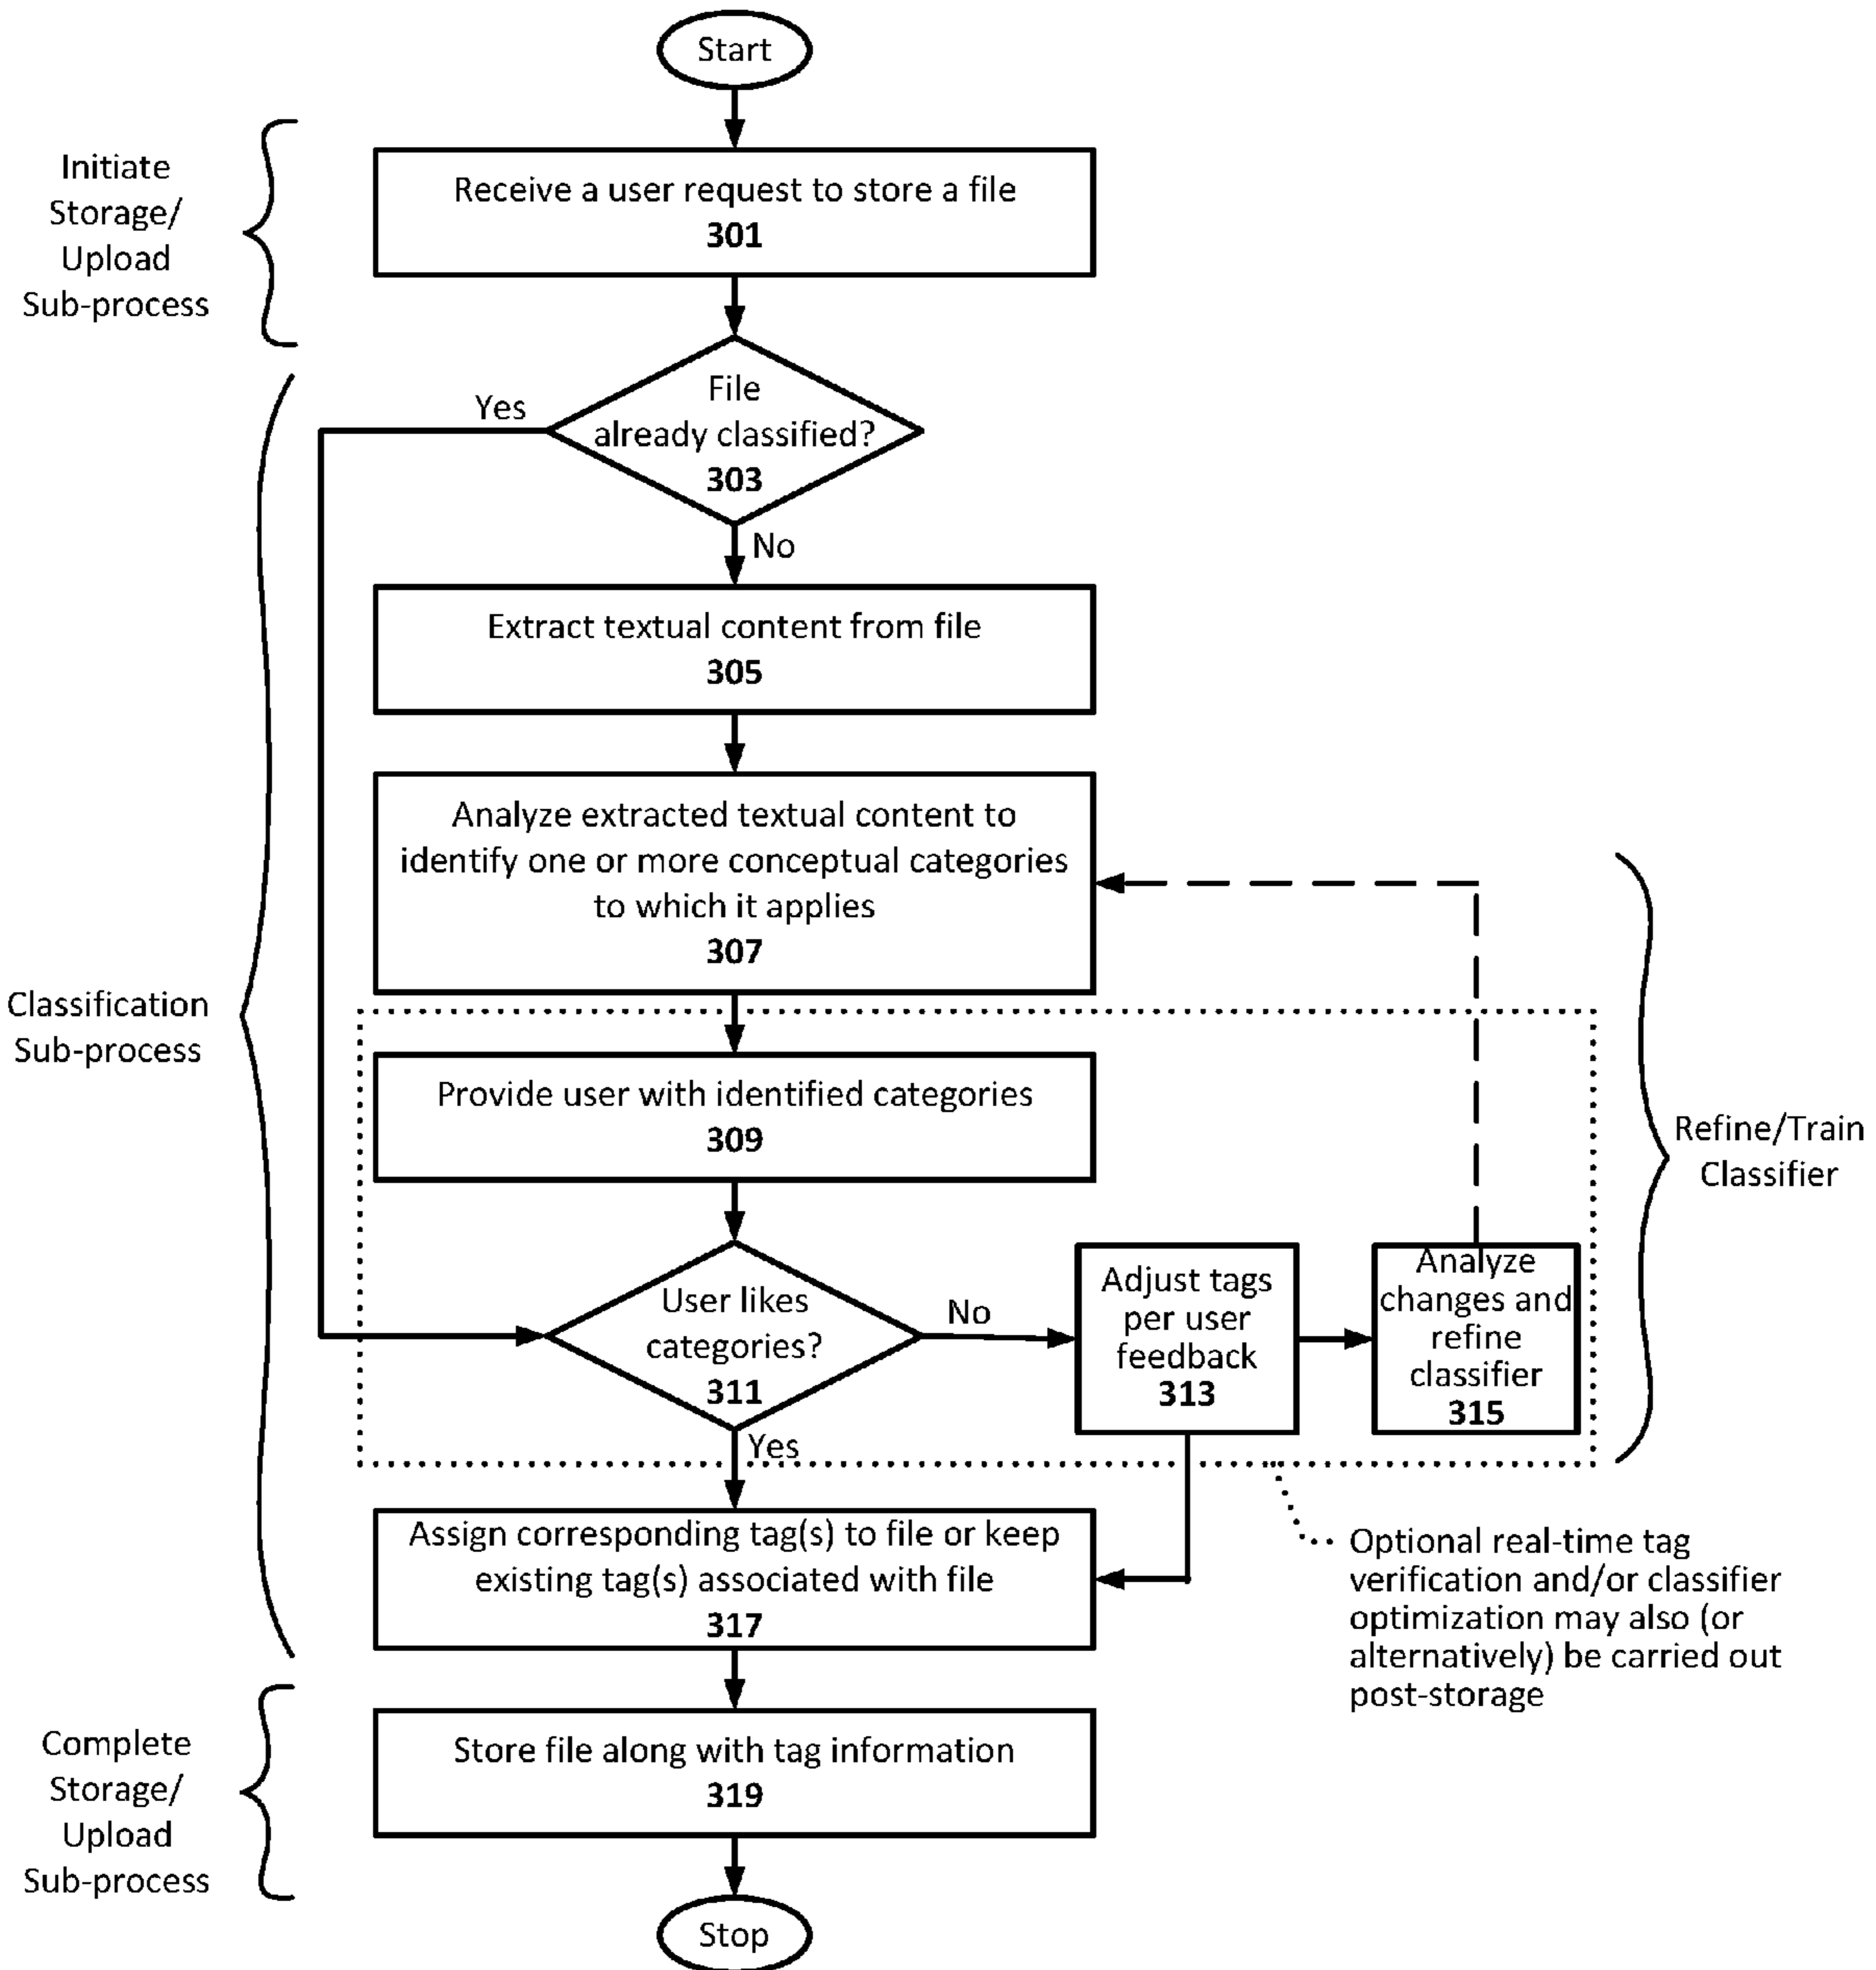 Start
Initiate
Storage/
Upload
Sub-process
Receive a user request to store a file
301
File
already classified?
303
Yes
No
Extract textual content from file
305
Analyze extracted textual content to
identify one or more conceptual categories
to which it applies
307
Classification
Sub-process
Provide user with identified categories
309
Refine/Train
Classifier
User likes
categories?
311
No
Yes
Adjust tags
per user
feedback
313
Analyze
changes and
refine
classifier
315
Assign corresponding tag(s) to file or keep
existing tag(s) associated with file
317
Optional real-time tag
verification and/or classifier
optimization may also (or
alternatively) be carried out
post-storage
Complete
Storage/
Upload
Sub-process
Store file along with tag information
319
Stop